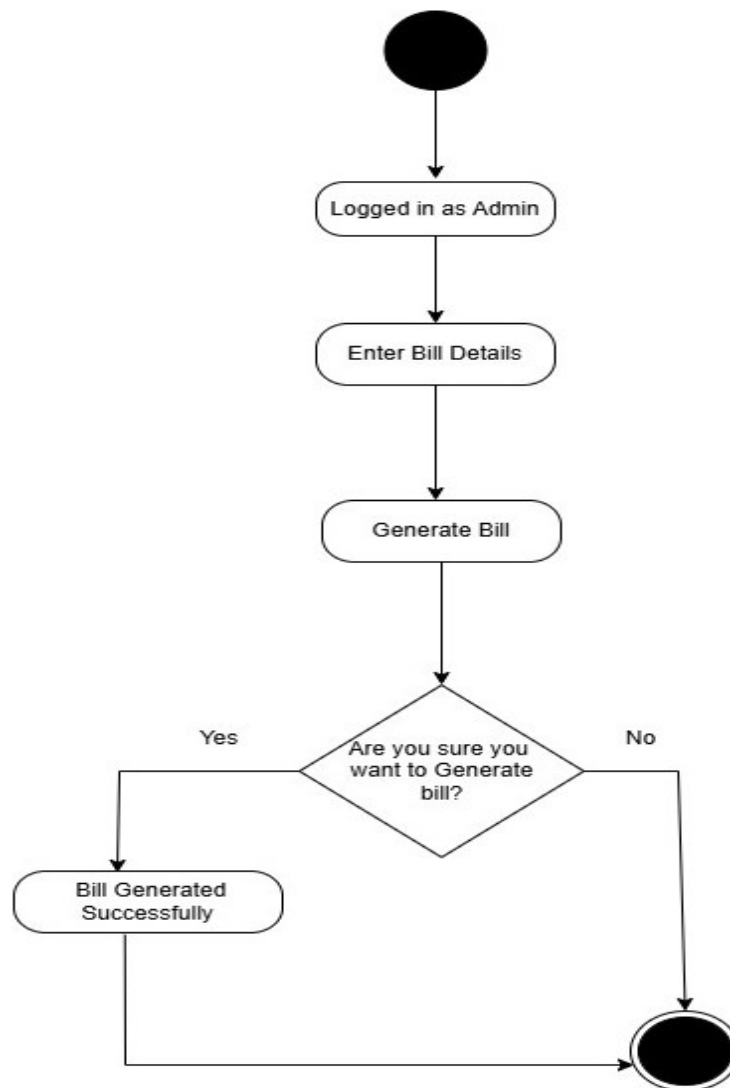 Logged in as Admin
Enter Bill Details
Generate Bill
Yes
No
Are you sure you
want to Generate
bill?
Bill Generated
Successfully